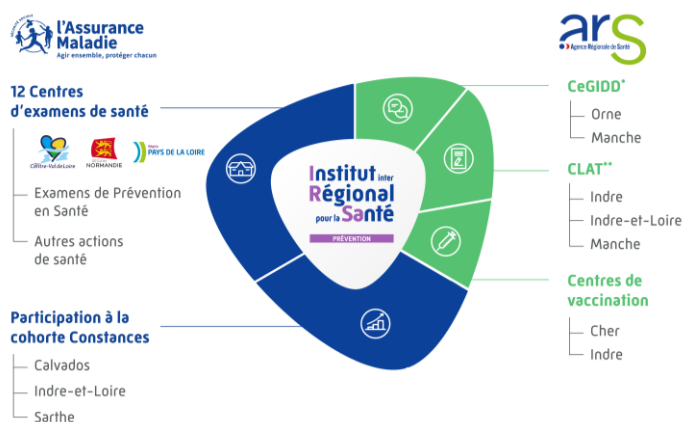 l'Assurance
Maladie
Agir ensemble, protéger chacun
12 Centres
d'examens de santé
Centre-Val de Loire
NORMANDIE
PAYS DE LA LOIRE
Examens de Prévention
en Santé
Autres actions
de santé
Participation à la
cohorte Constances
Calvados
Indre-et-Loire
Sarthe
Institut inter
Régional
pour la Santé
PRÉVENTION
ars
Agence Régionale de Santé
CeGIDD*
Orne
Manche
CLAT**
Indre
Indre-et-Loire
Manche
Centres de
vaccination
Cher
Indre